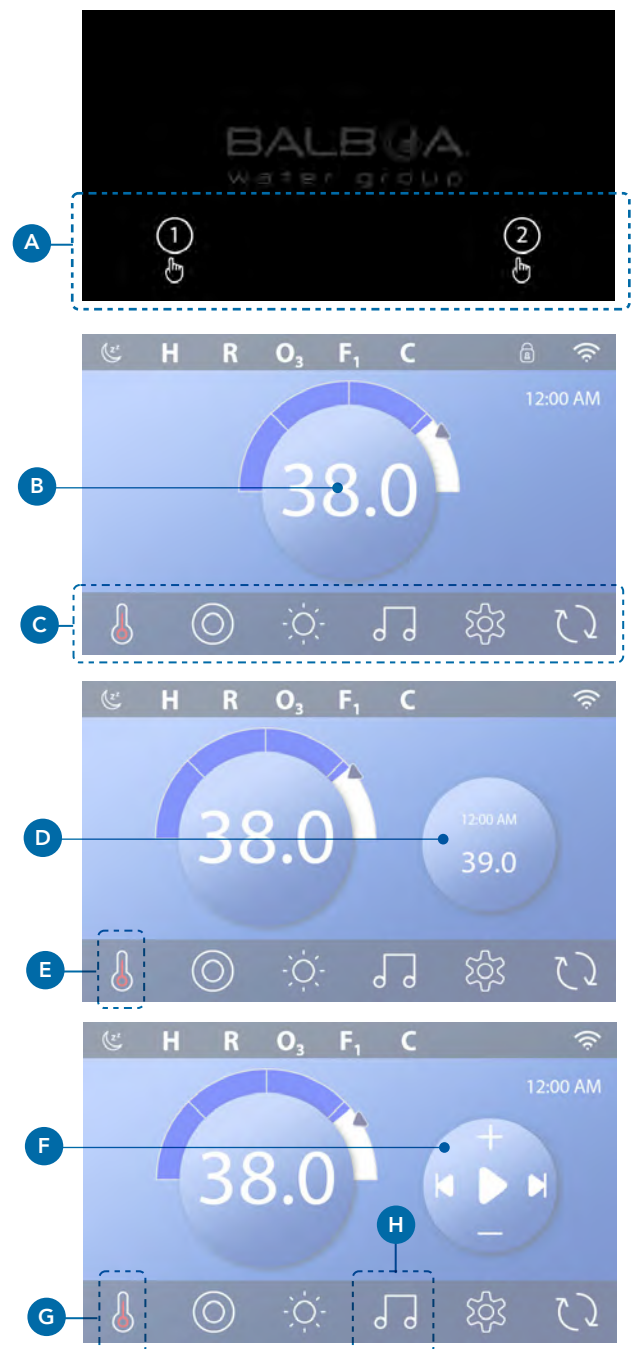 BALBOA
water group
A
1 2
H R O₃ F₁ C
12:00 AM
B
38.0
C
H R O₃ F₁ C
12:00 AM
D
38.0
39.0
E
H R O₃ F₁ C
12:00 AM
F
38.0
H
G